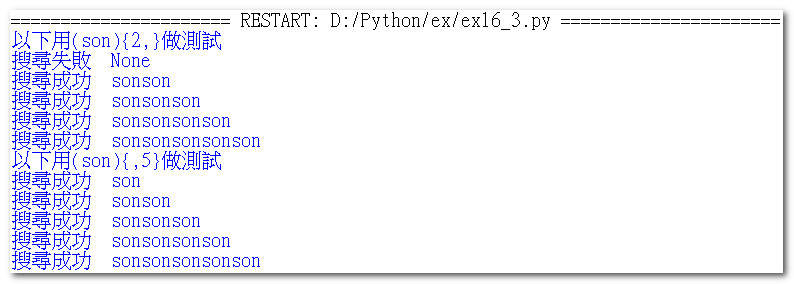 ====================== RESTART: D:/Python/ex/ex16_3.py ======================
以下用(son){2,}做測試
搜尋失敗 None
搜尋成功 sonson
搜尋成功 sonsonson
搜尋成功 sonsonsonson
搜尋成功 sonsonsonsonson
以下用(son){,5}做測試
搜尋成功 son
搜尋成功 sonson
搜尋成功 sonsonson
搜尋成功 sonsonsonson
搜尋成功 sonsonsonsonson